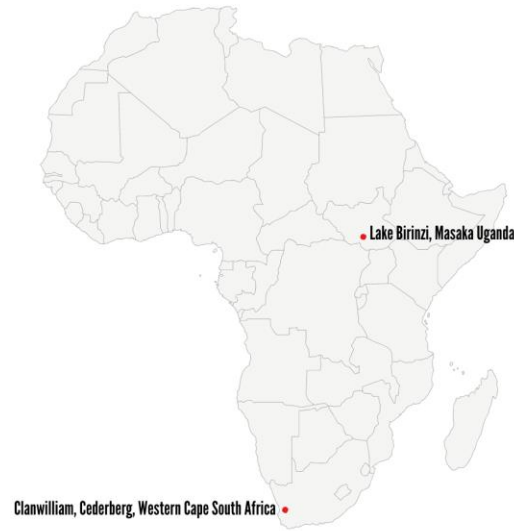 Lake Birinzi, Masaka Uganda
Clanwilliam, Cederberg, Western Cape South Africa